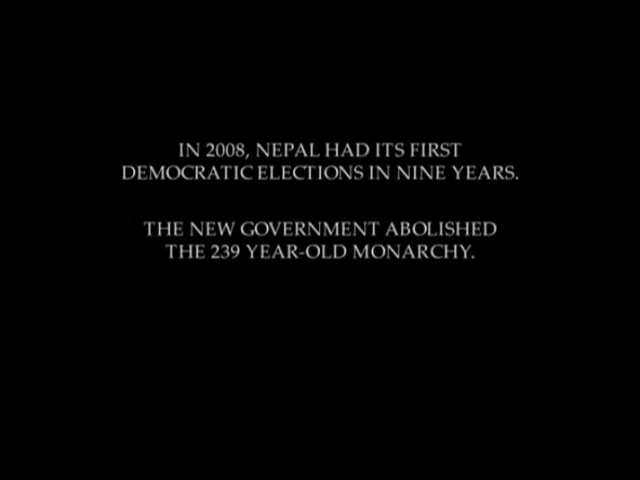 IN 2008, NEPAL HAD ITS FIRST
DEMOCRATIC ELECTIONS IN NINE YEARS.
THE NEW GOVERNMENT ABOLISHED
THE 239 YEAR-OLD MONARCHY.